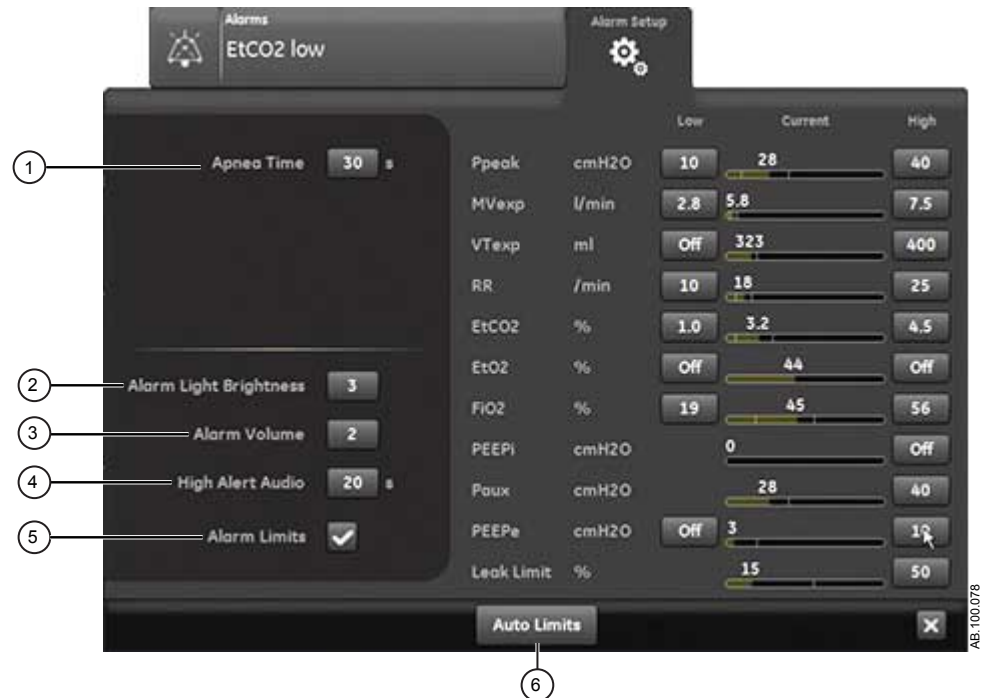 Alarms
EtCO2 low
Alarm Setup
Low Current High
1 Apnea Time 30 s
Ppeak cmH2O 10 28 40
MVexp l/min 2.8 5.8 7.5
VTexp ml Off 323 400
RR /min 10 18 25
EtCO2 % 1.0 3.2 4.5
2 Alarm Light Brightness 3
EtO2 % Off 44 Off
FiO2 % 19 45 56
3 Alarm Volume 2
PEEPi cmH2O 0 Off
4 High Alert Audio 20 s
Paux cmH2O 28 40
5 Alarm Limits
PEEPe cmH2O Off 3
Leak Limit % 15 50
Auto Limits
6
AB.100.078